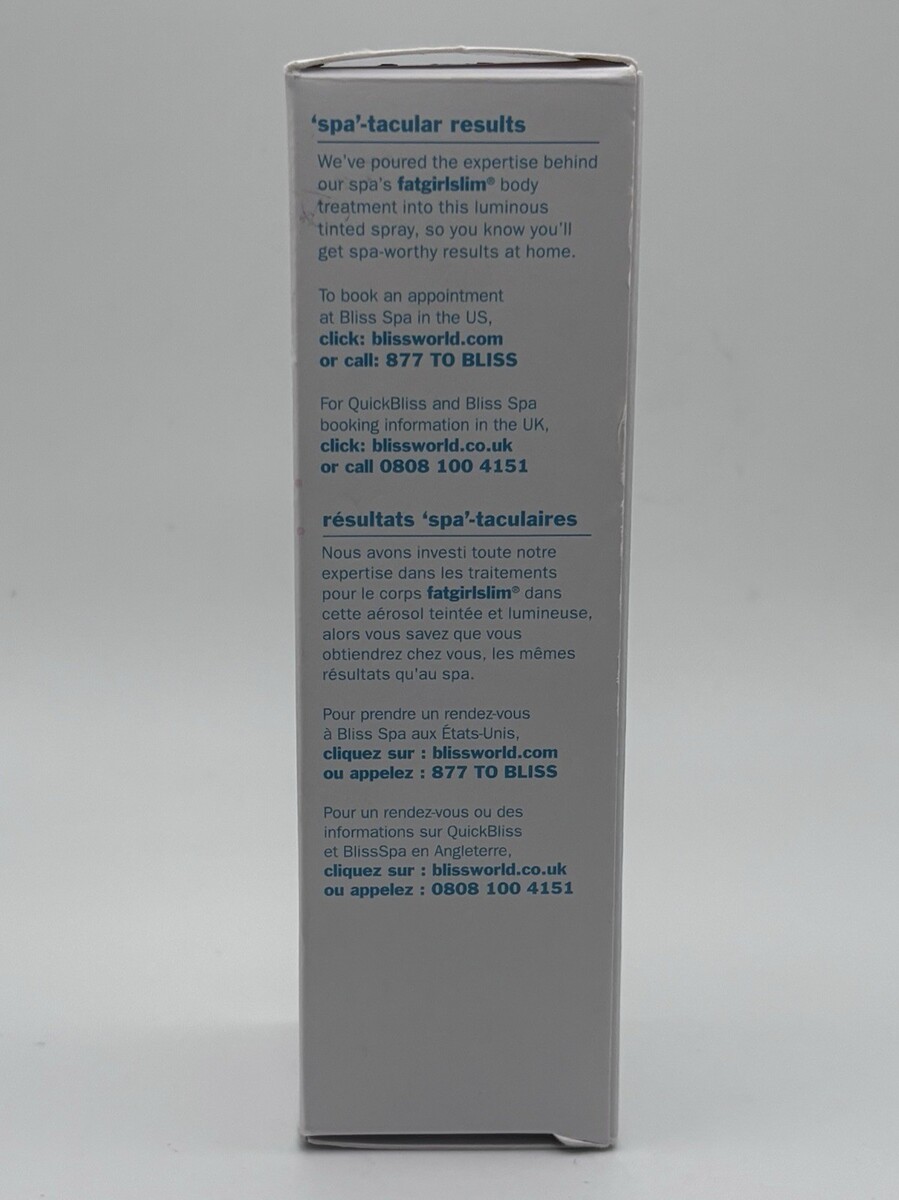 ‘spa’-tacular results
We've poured the expertise behind
our spa's fatgirlslim® body
treatment into this luminous
tinted spray, so you know you'll
get spa-worthy results at home.
To book an appointment
at Bliss Spa in the US,
click: blissworld.com
or call: 877 TO BLISS
For QuickBliss and Bliss Spa
booking information in the UK,
click: blissworld.co.uk
or call 0808 100 4151
résultats ‘spa’-taculaires
Nous avons investi toute notre
expertise dans les traitements
pour le corps fatgirlslim® dans
cette aérosol teintée et lumineuse,
alors vous savez que vous
obtiendrez chez vous, les mêmes
résultats qu'au spa.
Pour prendre un rendez-vous
à Bliss Spa aux États-Unis,
cliquez sur : blissworld.com
ou appelez : 877 TO BLISS
Pour un rendez-vous ou des
informations sur QuickBliss
et BlissSpa en Angleterre,
cliquez sur : blissworld.co.uk
ou appelez : 0808 100 4151